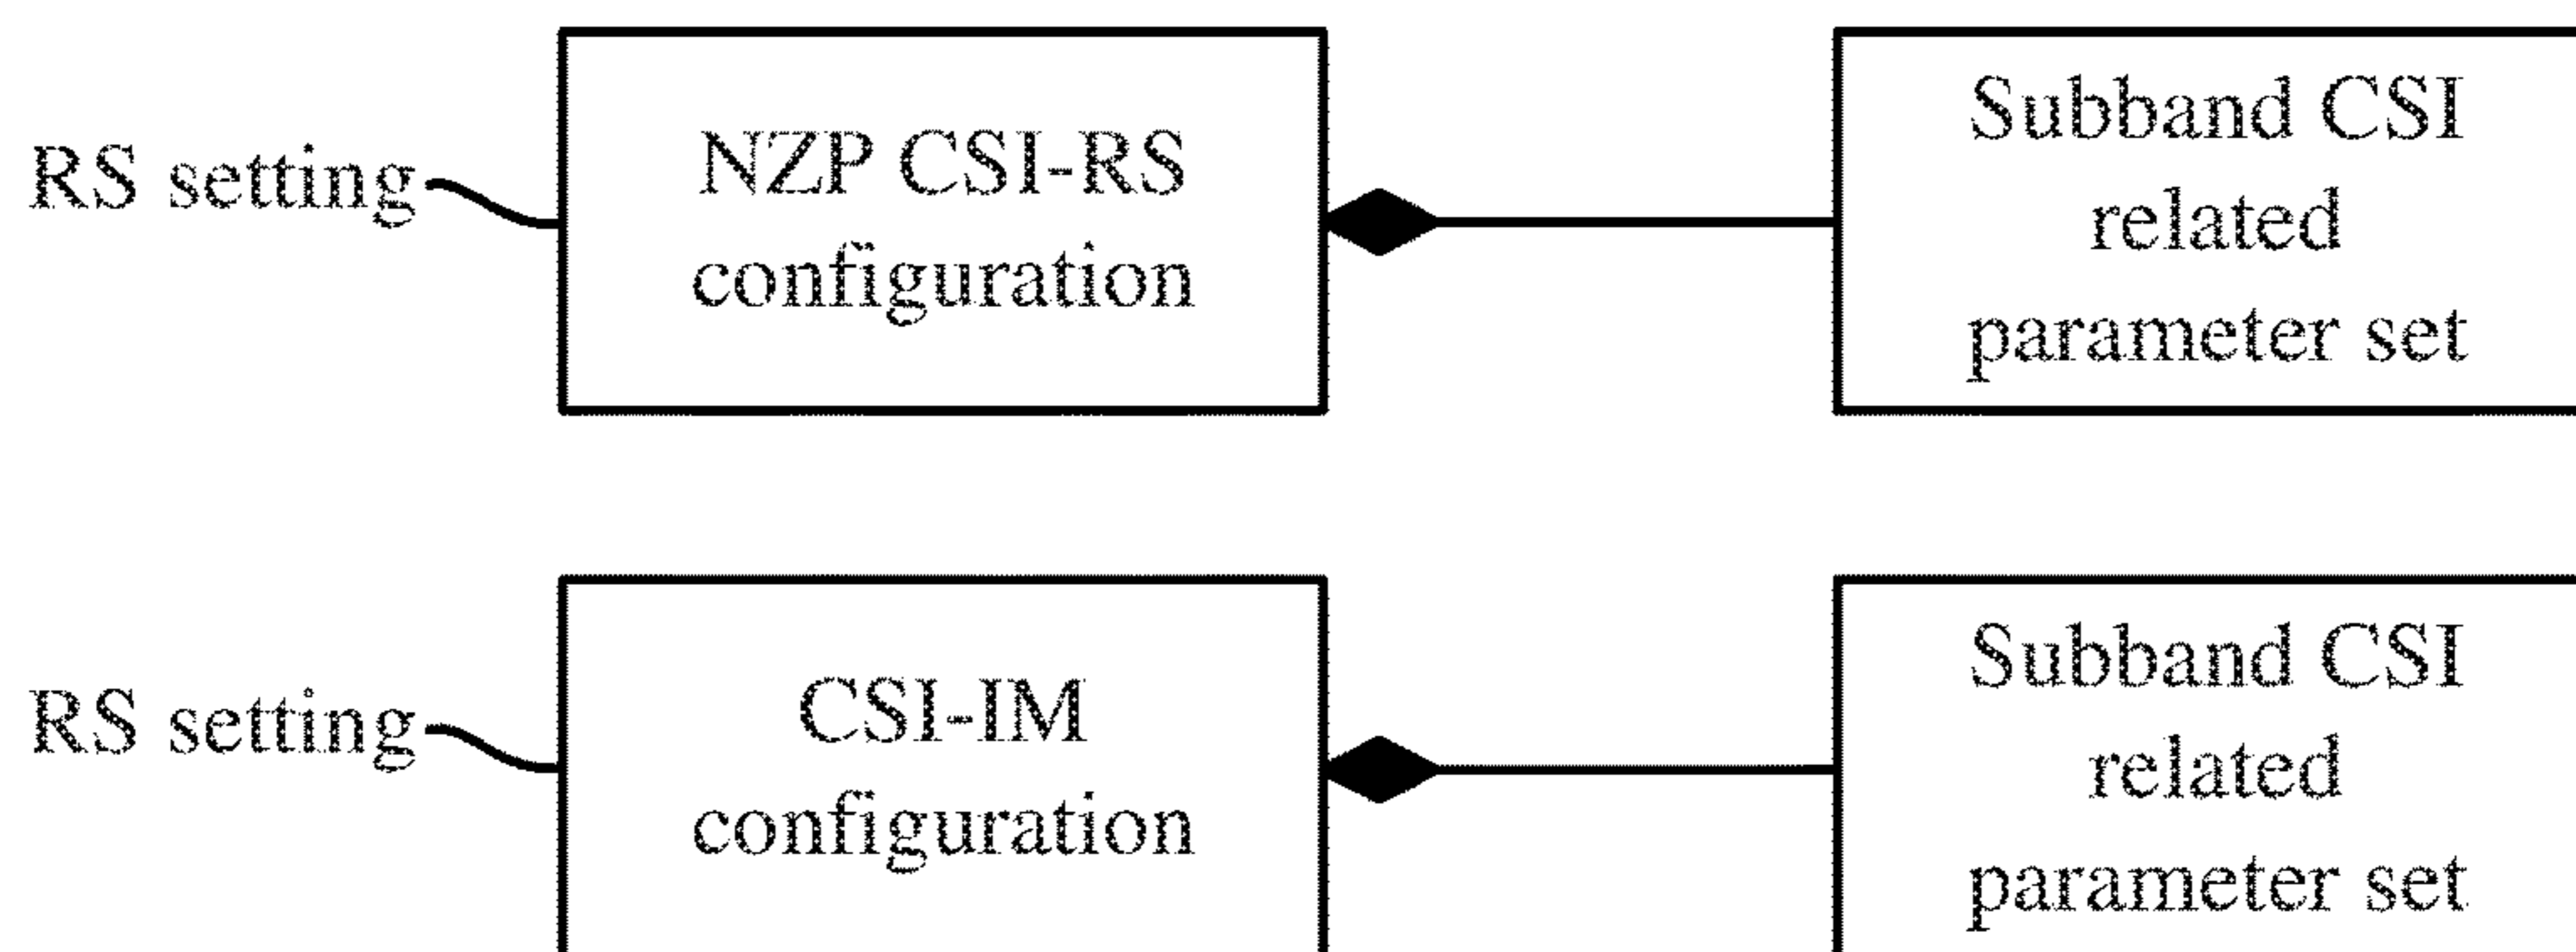 RS setting
NZP CSI-RS
configuration
Subband CSI
related
parameter set
RS setting
CSI-IM
configuration
Subband CSI
related
parameter set